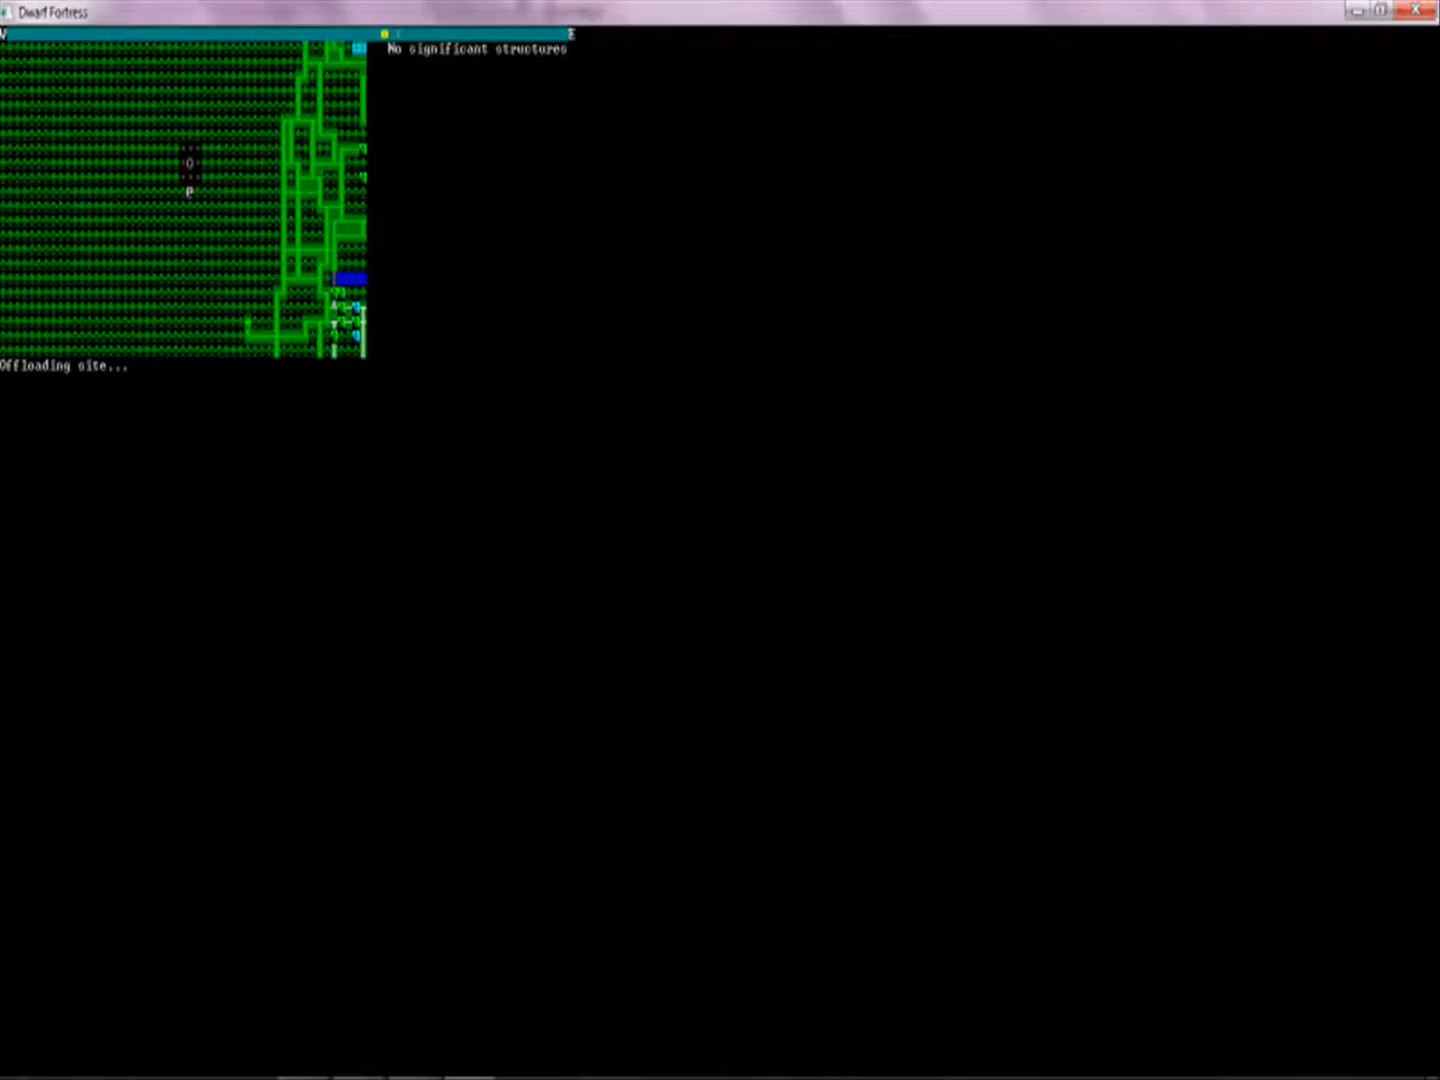 Dwarf Fortress
W E
No significant structures
Offloading site...